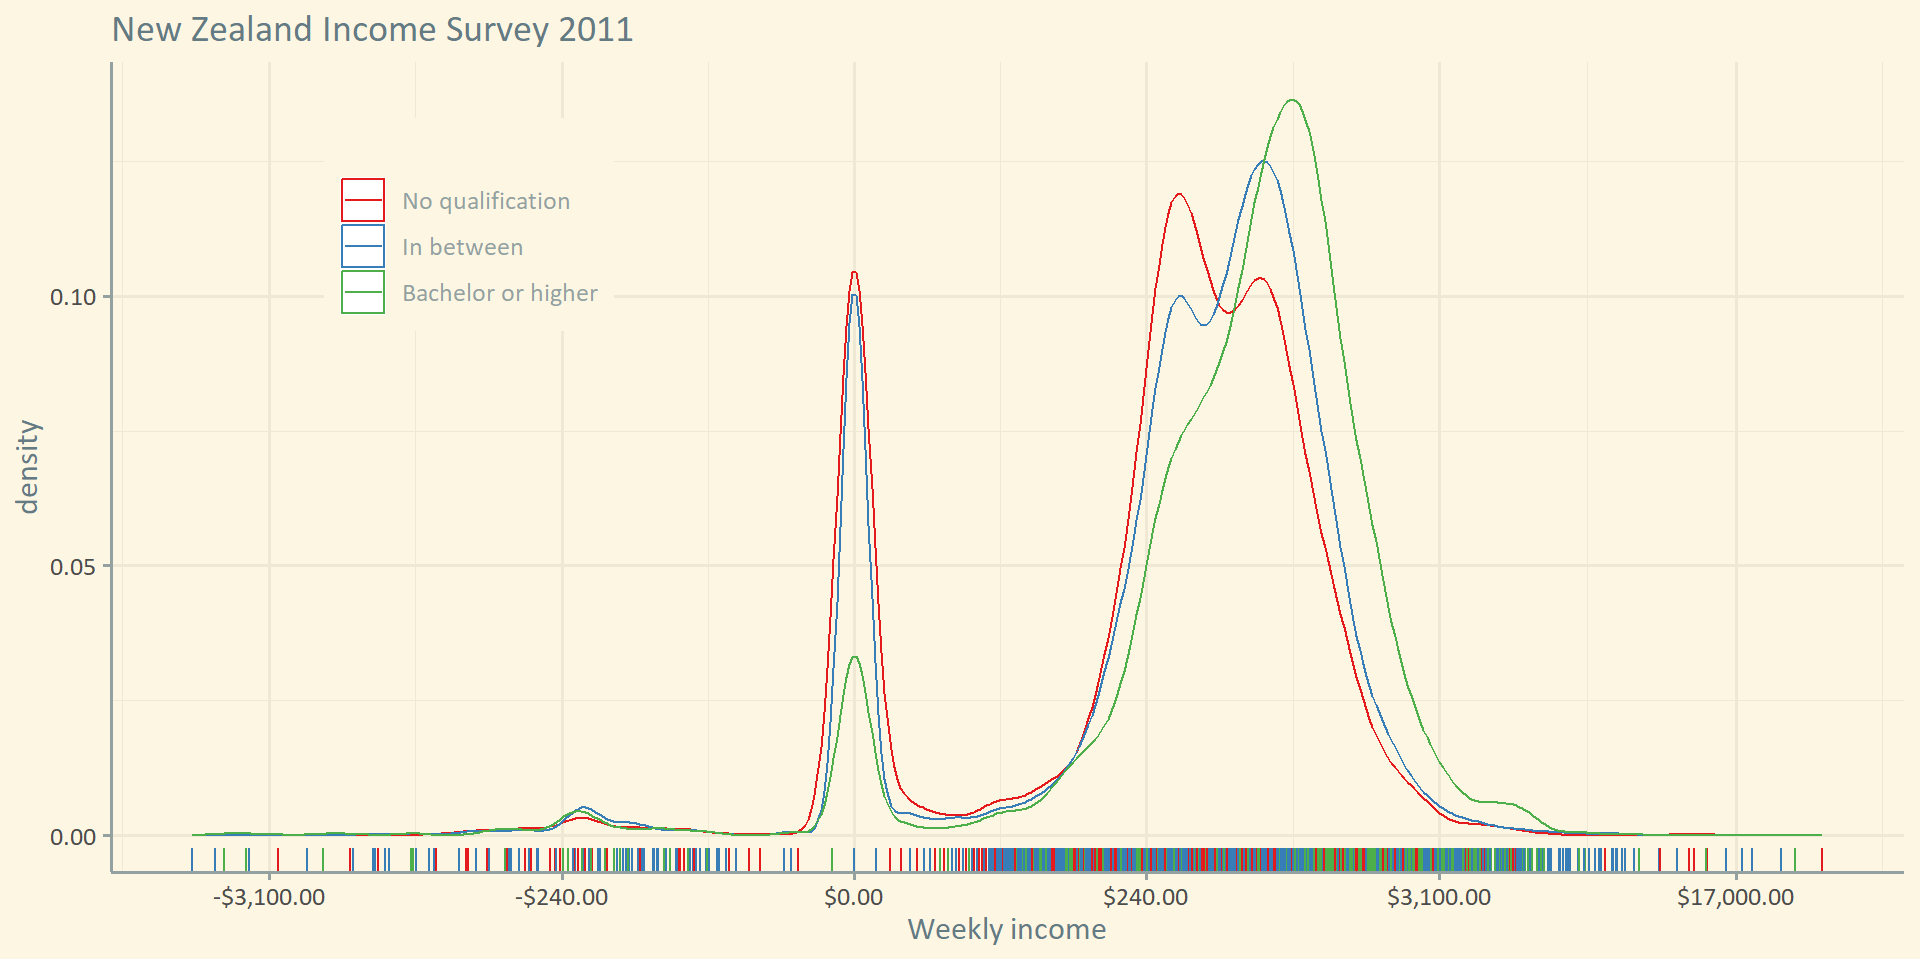 New Zealand Income Survey 2011
No qualification
In between
Bachelor or higher
density
0.10
0.05
0.00
-$3,100.00 -$240.00 $0.00 $240.00 $3,100.00 $17,000.00
Weekly income